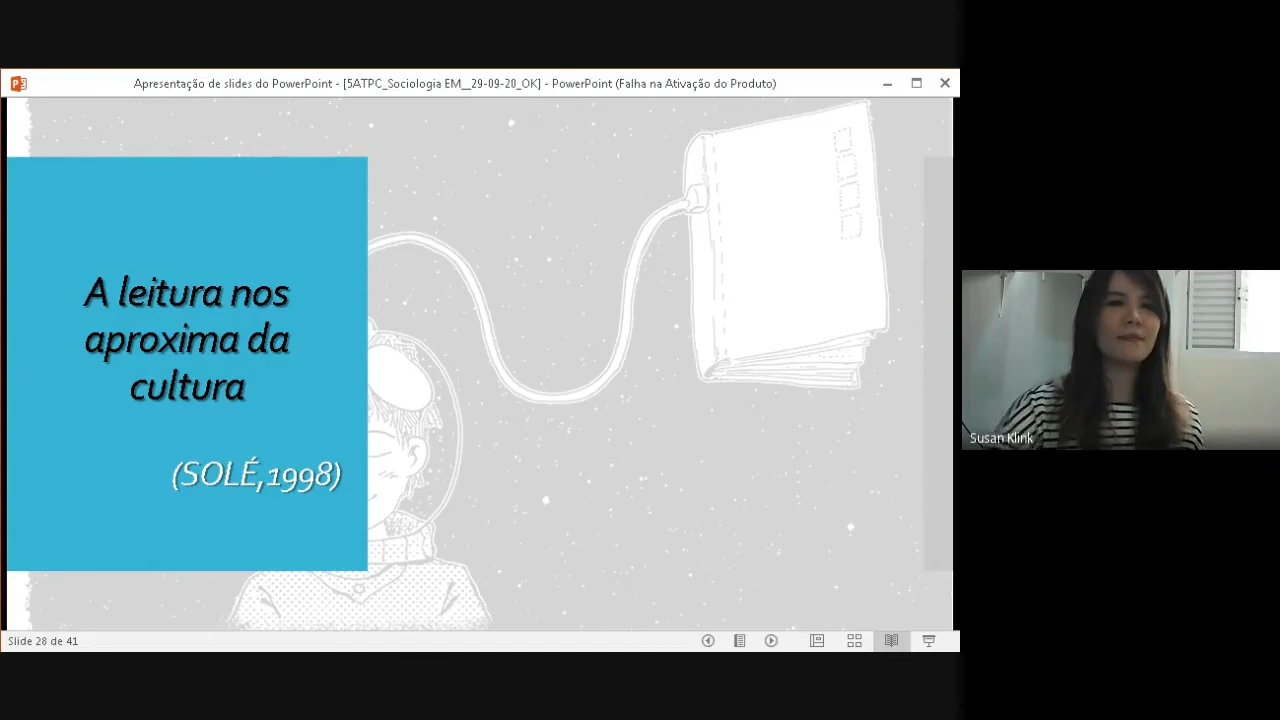 Apresentação de slides do PowerPoint - [5ATPC_Sociologia EM__29-09-20_OK] - PowerPoint (Falha na Ativação do Produto)
A leitura nos
aproxima da
cultura
(SOLÉ,1998)
Susan Klink
Slide 28 de 41